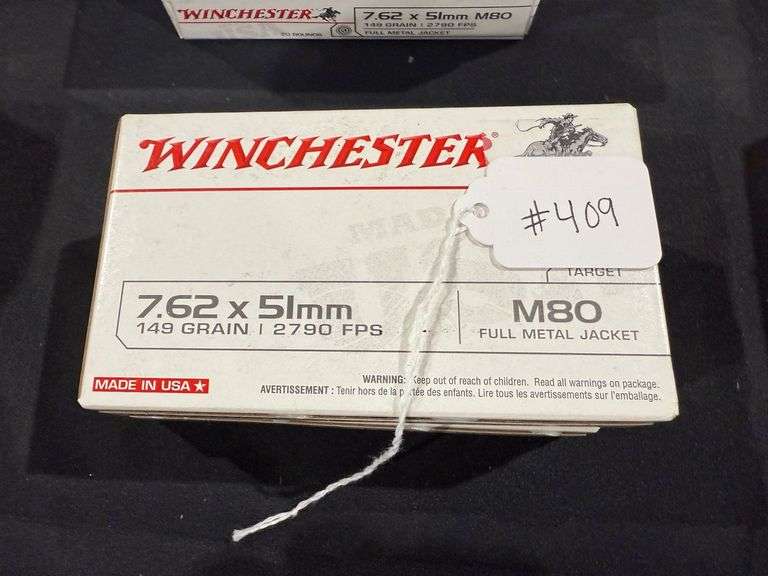 WINCHESTER
7.62 x 51mm M80
149 GRAIN | 2790 FPS
20 ROUNDS
FULL METAL JACKET
WINCHESTER®
#409
TARGET
7.62 x 51mm
149 GRAIN | 2790 FPS
M80
FULL METAL JACKET
MADE IN USA
WARNING: Keep out of reach of children. Read all warnings on package.
AVERTISSEMENT : Tenir hors de la portée des enfants. Lire tous les avertissements sur l'emballage.